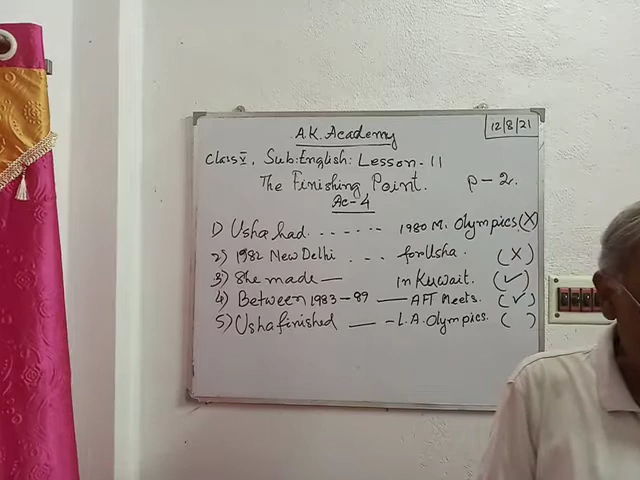 12/8/21
A.K. Academy
Class V, Sub: English: Lesson - 11
The Finishing Point. P - 2.
Ac - 4
1) Usha had ...... 1980 M. Olympics (X)
2) 1982 New Delhi ... for Usha. (X)
3) She made — in Kuwait. (✓)
4) Between 1983 - 89 — AFT Meets. (✓)
5) Usha finished — - L.A. Olympics. ( )